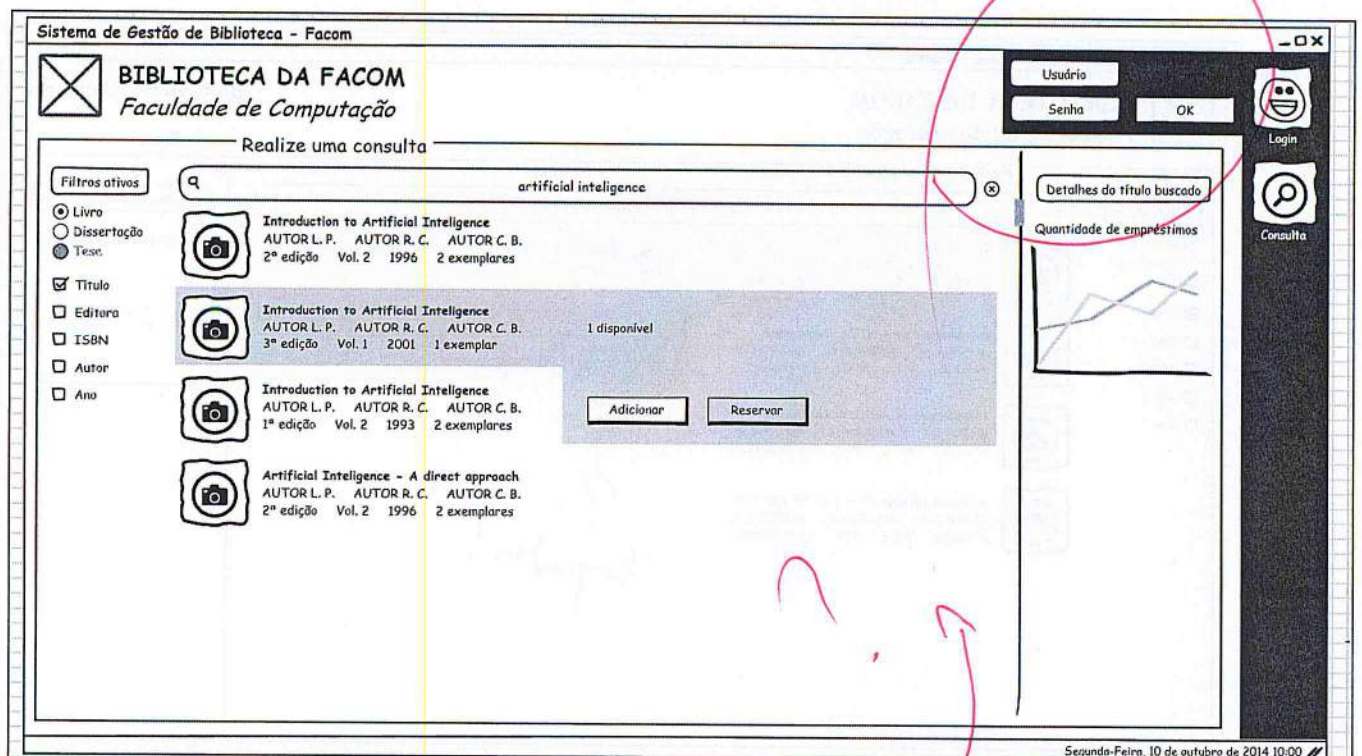 Sistema de Gestão de Biblioteca - Facom
BIBLIOTECA DA FACOM
Faculdade de Computação
Usuário
Senha
OK
Login
Realize uma consulta
Filtros ativos
artificial inteligence
Detalhes do título buscado
Consulta
Livro
Dissertação
Tese
Título
Editora
ISBN
Autor
Ano
Introduction to Artificial Inteligence
AUTOR L. P. AUTOR R. C. AUTOR C. B.
2ª edição Vol. 2 1996 2 exemplares
Introduction to Artificial Inteligence
AUTOR L. P. AUTOR R. C. AUTOR C. B.
3ª edição Vol. 1 2001 1 exemplar
1 disponível
Introduction to Artificial Inteligence
AUTOR L. P. AUTOR R. C. AUTOR C. B.
1ª edição Vol. 2 1993 2 exemplares
Adicionar
Reservar
Artificial Inteligence - A direct approach
AUTOR L. P. AUTOR R. C. AUTOR C. B.
2ª edição Vol. 2 1996 2 exemplares
Quantidade de empréstimos
?
Segunda-Feira, 10 de outubro de 2014 10:00